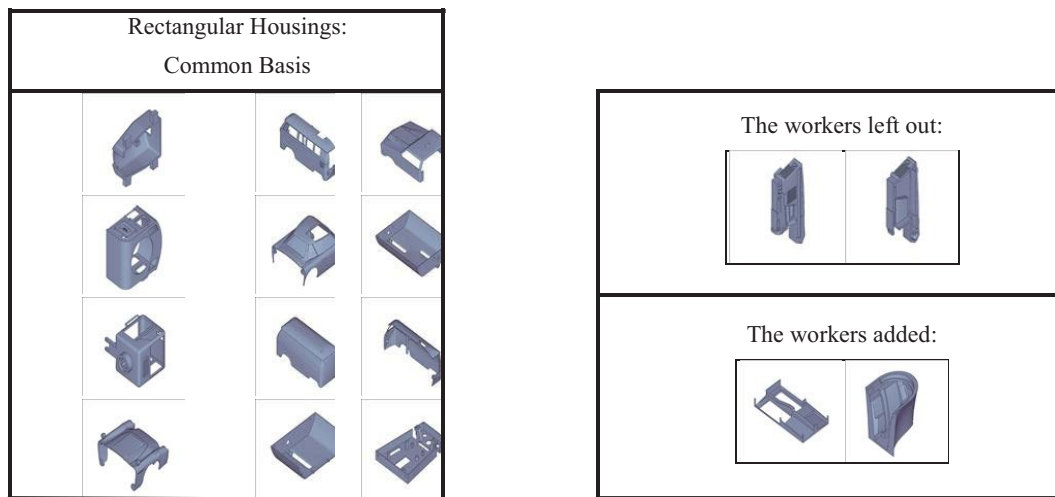 Rectangular Housings:
Common Basis
The workers left out:
The workers added: